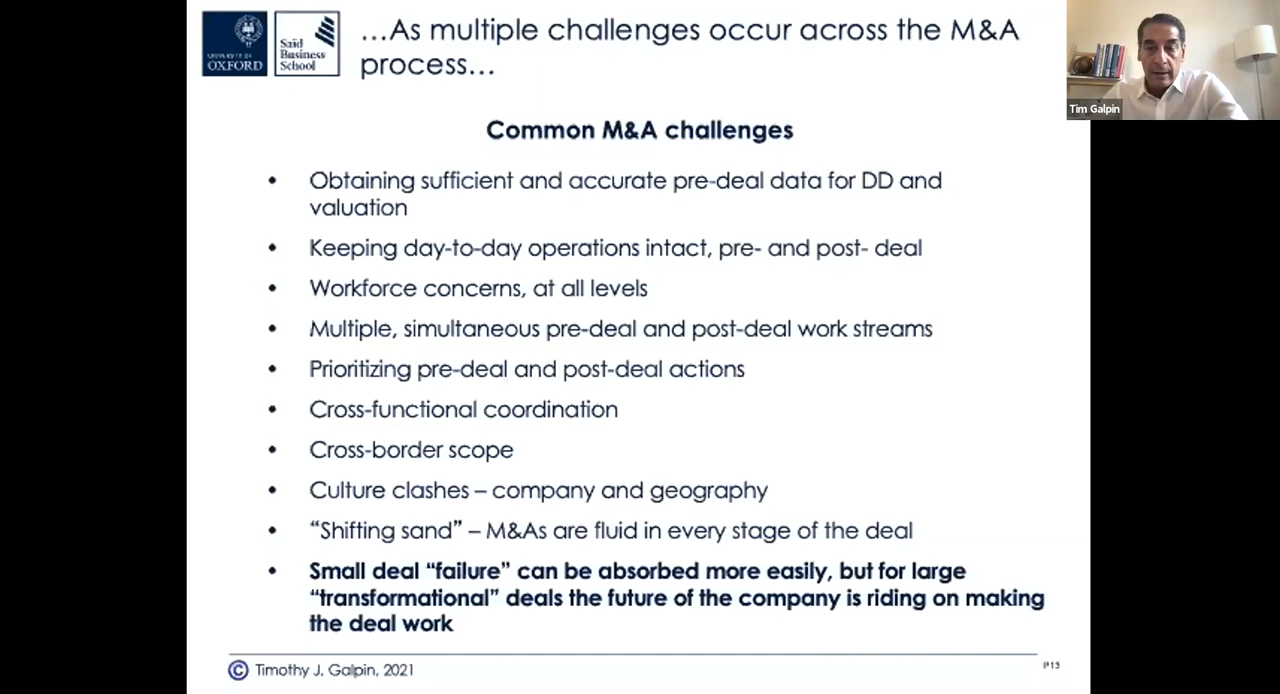 UNIVERSITY OF
OXFORD
Saïd
Business
School
…As multiple challenges occur across the M&A
process…
Tim Galpin
Common M&A challenges
• Obtaining sufficient and accurate pre-deal data for DD and
valuation
• Keeping day-to-day operations intact, pre- and post- deal
• Workforce concerns, at all levels
• Multiple, simultaneous pre-deal and post-deal work streams
• Prioritizing pre-deal and post-deal actions
• Cross-functional coordination
• Cross-border scope
• Culture clashes – company and geography
• “Shifting sand” – M&As are fluid in every stage of the deal
• Small deal “failure” can be absorbed more easily, but for large
“transformational” deals the future of the company is riding on making
the deal work
© Timothy J. Galpin, 2021
P13